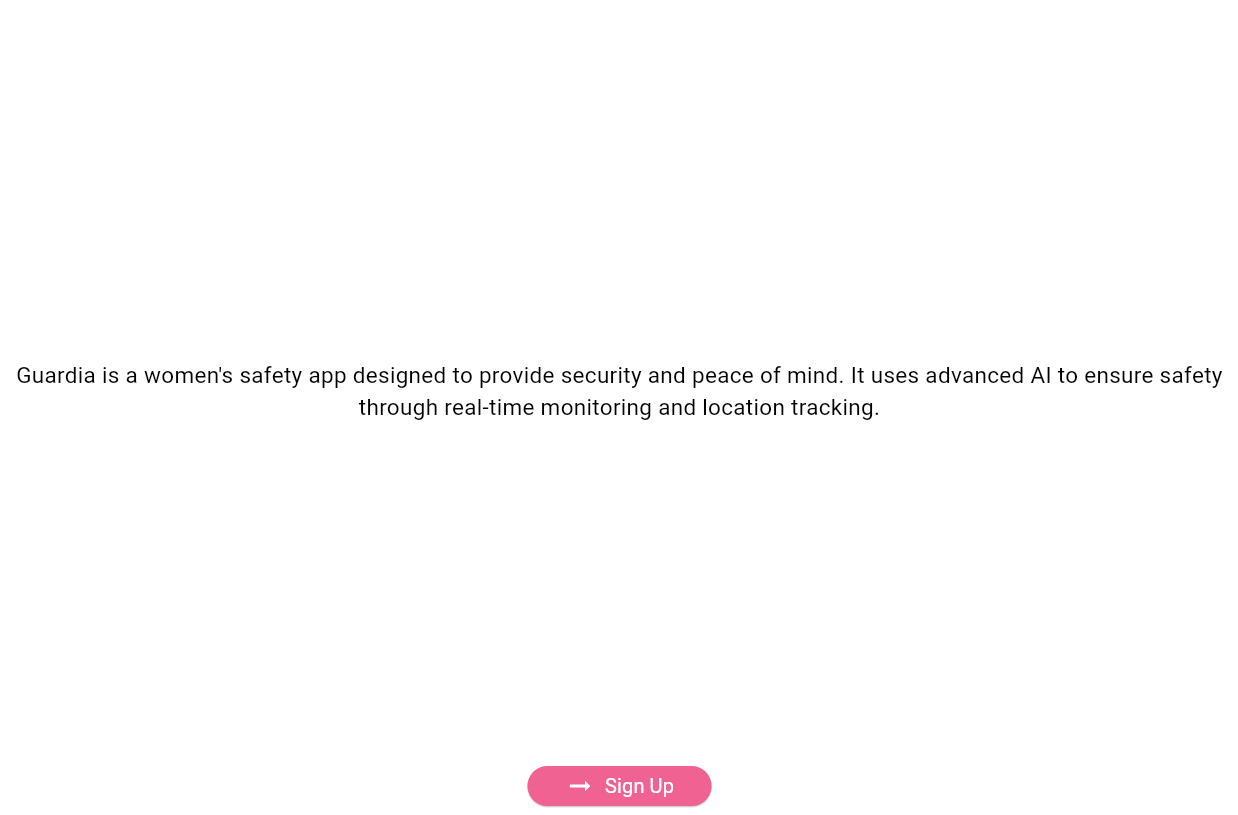 Guardia is a women's safety app designed to provide security and peace of mind. It uses advanced AI to ensure safety
through real-time monitoring and location tracking.
Sign Up